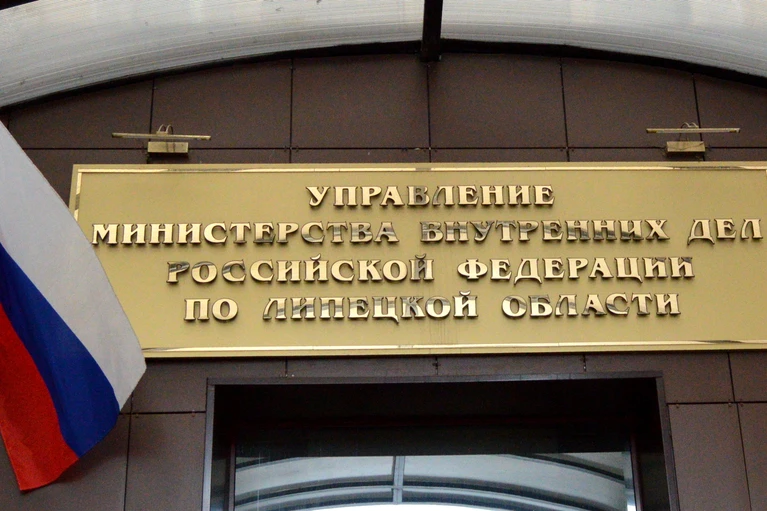 УПРАВЛЕНИЕ
МИНИСТЕРСТВА ВНУТРЕННИХ ДЕЛ
РОССИЙСКОЙ ФЕДЕРАЦИИ
ПО ЛИПЕЦКОЙ ОБЛАСТИ